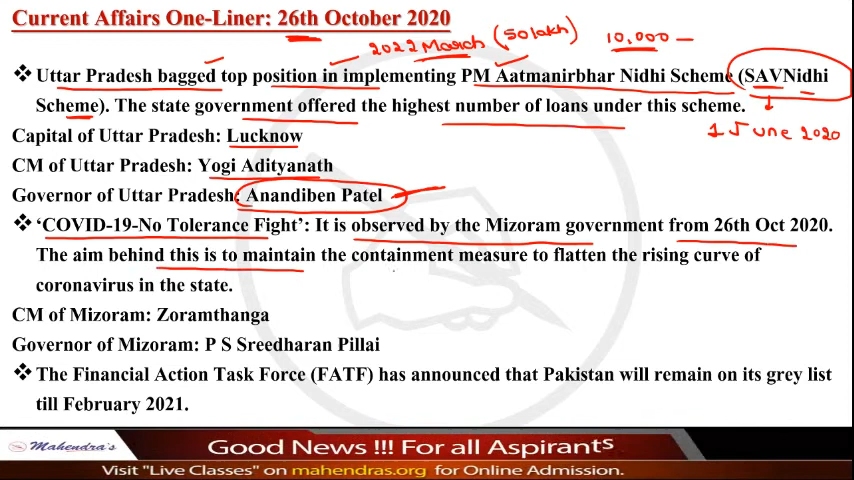 Current Affairs One-Liner: 26th October 2020
2022 March (50 lakh) 10,000 –
❖ Uttar Pradesh bagged top position in implementing PM Aatmanirbhar Nidhi Scheme (SAVNidhi
Scheme). The state government offered the highest number of loans under this scheme.
1 June 2020
Capital of Uttar Pradesh: Lucknow
CM of Uttar Pradesh: Yogi Adityanath
Governor of Uttar Pradesh: Anandiben Patel
❖ ‘COVID-19-No Tolerance Fight’: It is observed by the Mizoram government from 26th Oct 2020.
The aim behind this is to maintain the containment measure to flatten the rising curve of
coronavirus in the state.
CM of Mizoram: Zoramthanga
Governor of Mizoram: P S Sreedharan Pillai
❖ The Financial Action Task Force (FATF) has announced that Pakistan will remain on its grey list
till February 2021.
Mahendra's Good News !!! For all Aspirants
Visit "Live Classes" on mahendras.org for Online Admission.